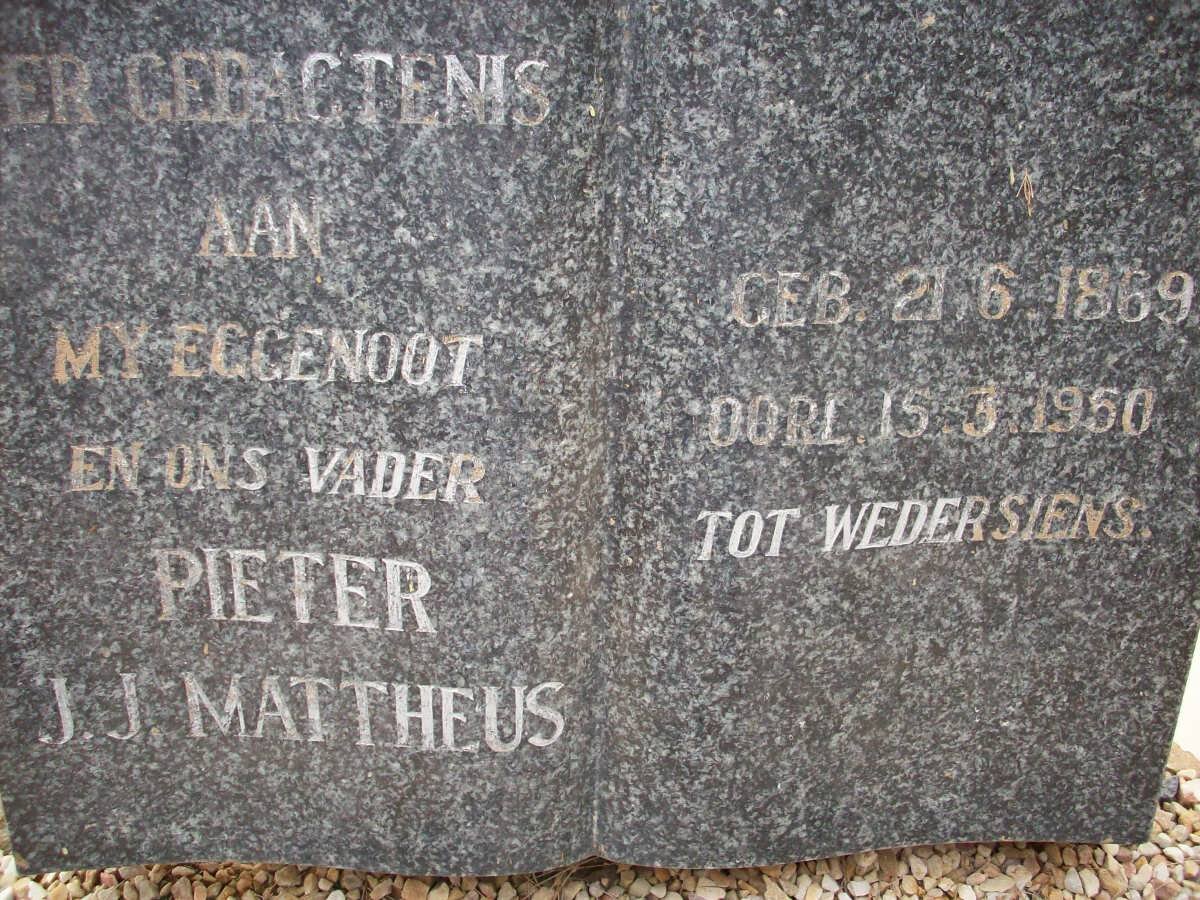 ER GEDAGTENIS
AAN
MY EGGENOOT
EN ONS VADER
PIETER
J.J. MATTHEUS
GEB. 21.6.1869
OORL. 15.3.1950
TOT WEDERSIENS.